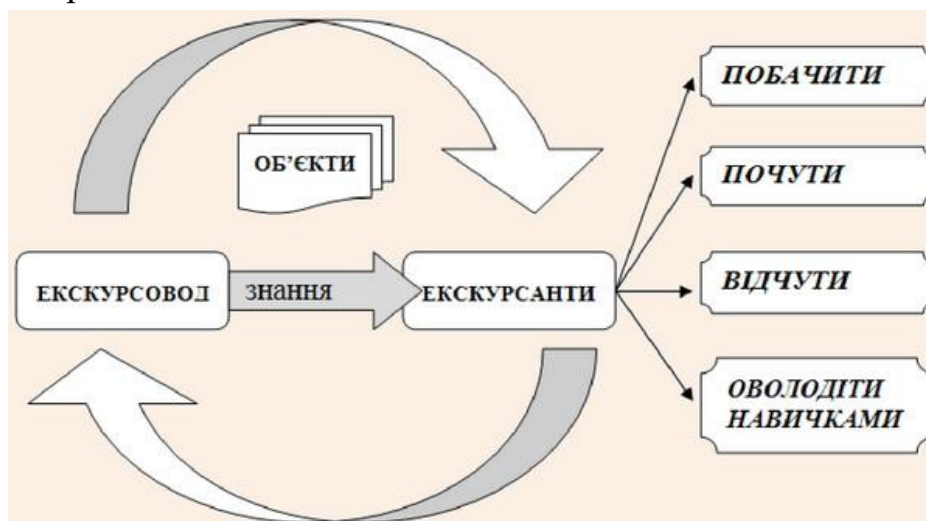 ПОБАЧИТИ
ОБ’ЄКТИ
ПОЧУТИ
ЕКСКУРСОВОД
знання
ЕКСКУРСАНТИ
ВІДЧУТИ
ОВОЛОДІТИ
НАВИЧКАМИ